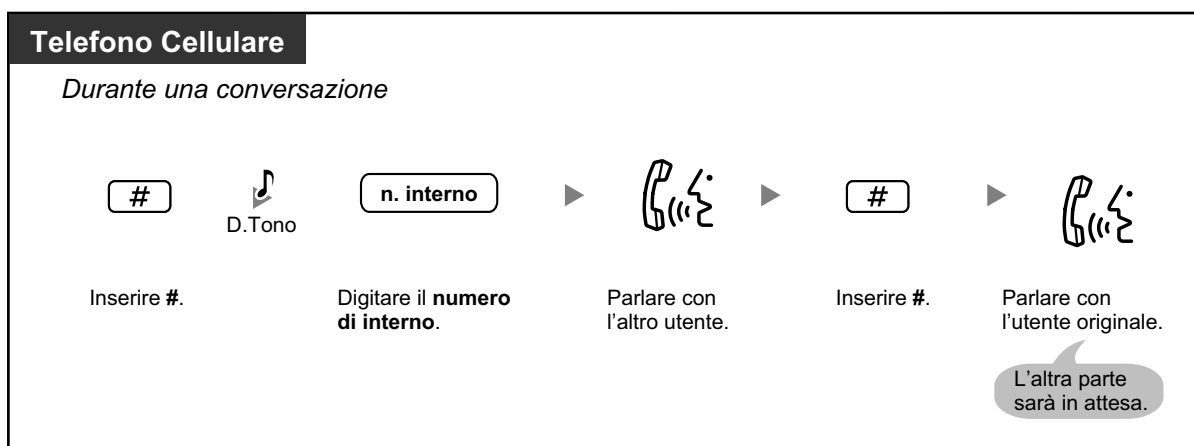 Telefono Cellulare
Durante una conversazione
#
D.Tono
n. interno
#
Inserire #.
Digitare il numero
di interno.
Parlare con
l'altro utente.
Inserire #.
Parlare con
l'utente originale.
L'altra parte
sarà in attesa.